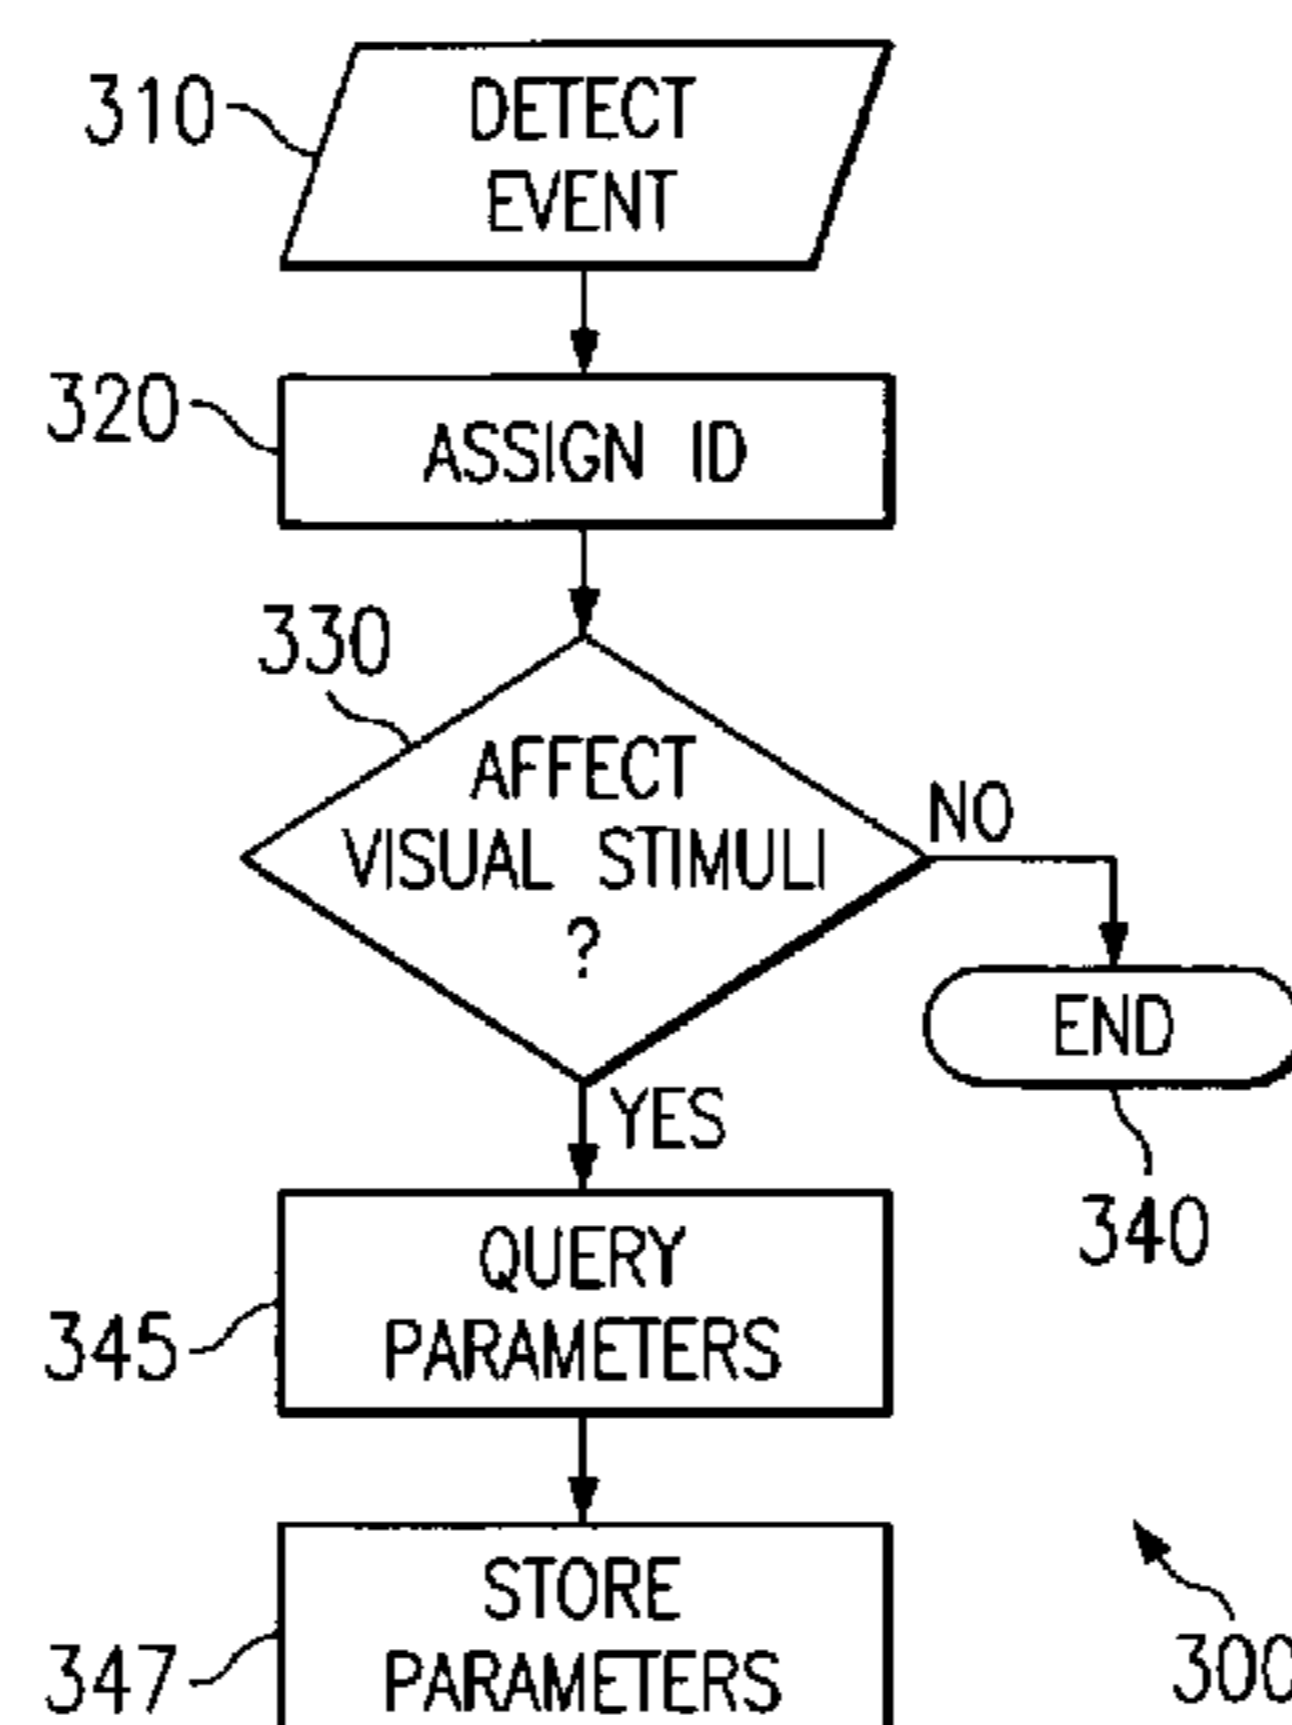 310
DETECT
EVENT
320
ASSIGN ID
330
AFFECT
VISUAL STIMULI
?
NO
END
340
YES
QUERY
PARAMETERS
345
STORE
PARAMETERS
347
300